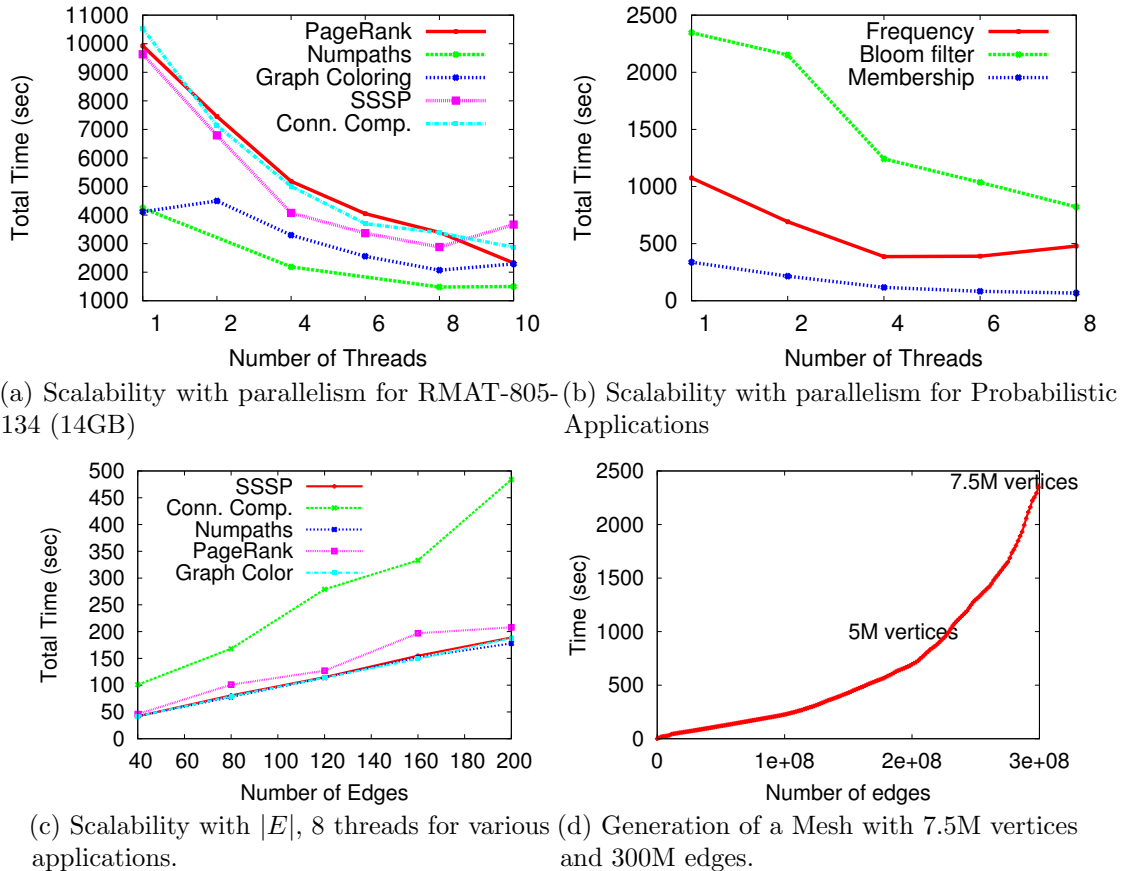 11000
10000
9000
8000
7000
6000
5000
4000
3000
2000
1000
Total Time (sec)
PageRank
Numpaths
Graph Coloring
SSSP
Conn. Comp.
1 2 4 6 8 10
Number of Threads
(a) Scalability with parallelism for RMAT-805-
134 (14GB)
2500
2000
1500
1000
500
0
Total Time (sec)
Frequency
Bloom filter
Membership
1 2 4 6 8
Number of Threads
(b) Scalability with parallelism for Probabilistic
Applications
500
450
400
350
300
250
200
150
100
50
0
Total Time (sec)
SSSP
Conn. Comp.
Numpaths
PageRank
Graph Color
40 60 80 100 120 140 160 180 200
Number of Edges
(c) Scalability with |E|, 8 threads for various
applications.
2500
2000
1500
1000
500
0
Time (sec)
7.5M vertices
5M vertices
0 1e+08 2e+08 3e+08
Number of edges
(d) Generation of a Mesh with 7.5M vertices
and 300M edges.